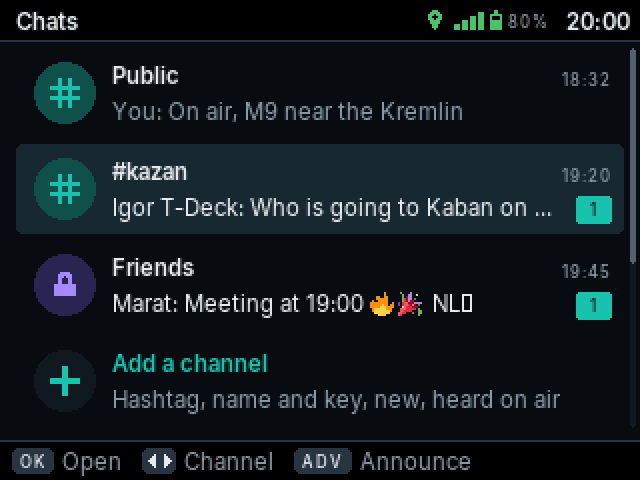 Chats 80% 20:00
Public 18:32
You: On air, M9 near the Kremlin
#kazan 19:20
Igor T-Deck: Who is going to Kaban on ... 1
Friends 19:45
Marat: Meeting at 19:00 🔥🎉 NL▯ 1
Add a channel
Hashtag, name and key, new, heard on air
OK Open ◀▶ Channel ADV Announce